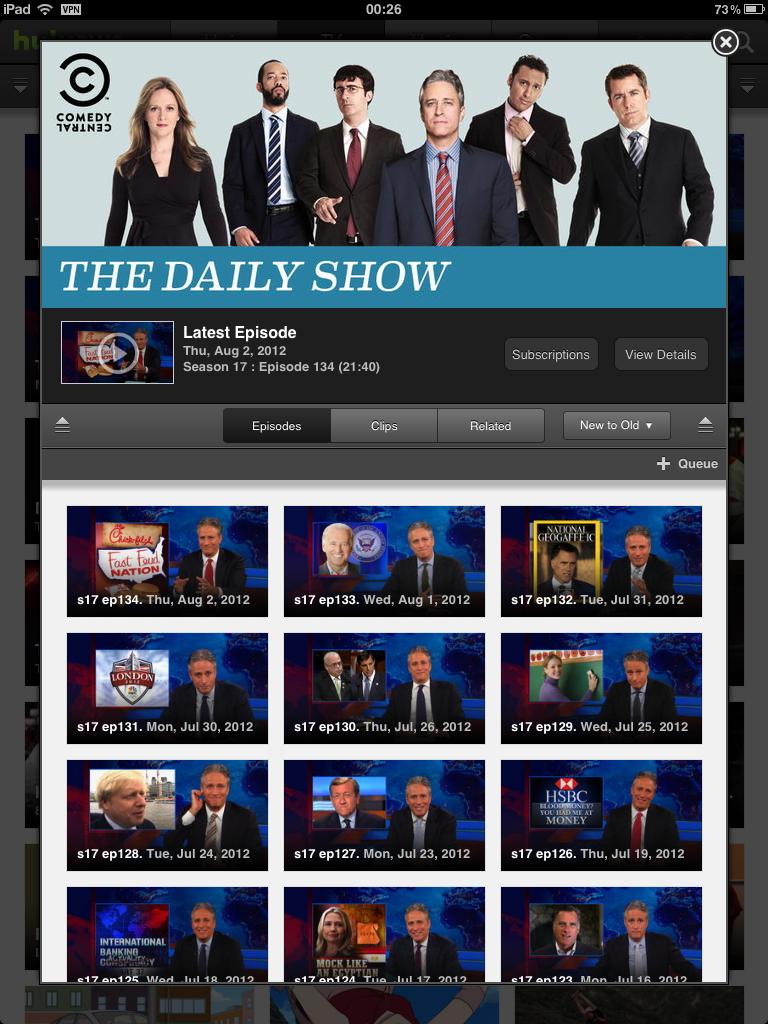 iPad VPN 00:26 73%
hulu
COMEDY
CENTRAL
THE DAILY SHOW
Latest Episode
Thu, Aug 2, 2012
Season 17 : Episode 134 (21:40)
Subscriptions
View Details
Episodes
Clips
Related
New to Old ▼
+ Queue
Chick-fil-A
Fast Food
NATION
s17 ep134. Thu, Aug 2, 2012
s17 ep133. Wed, Aug 1, 2012
NATIONAL
GEOGAFFEIC
s17 ep132. Tue, Jul 31, 2012
LONDON
s17 ep131. Mon, Jul 30, 2012
s17 ep130. Thu, Jul, 26, 2012
s17 ep129. Wed, Jul 25, 2012
s17 ep128. Tue, Jul 24, 2012
s17 ep127. Mon, Jul 23, 2012
HSBC
BLOOD MONEY?
YOU HAD ME AT
MONEY
s17 ep126. Thu, Jul 19, 2012
INTERNATIONAL
BANKING
CONSPIRACY
s17 ep125. Wed, Jul 18, 2012
MOCK LIKE
AN EGYPTIAN
s17 ep124. Tue, Jul 17, 2012
s17 ep123. Mon, Jul 16, 2012